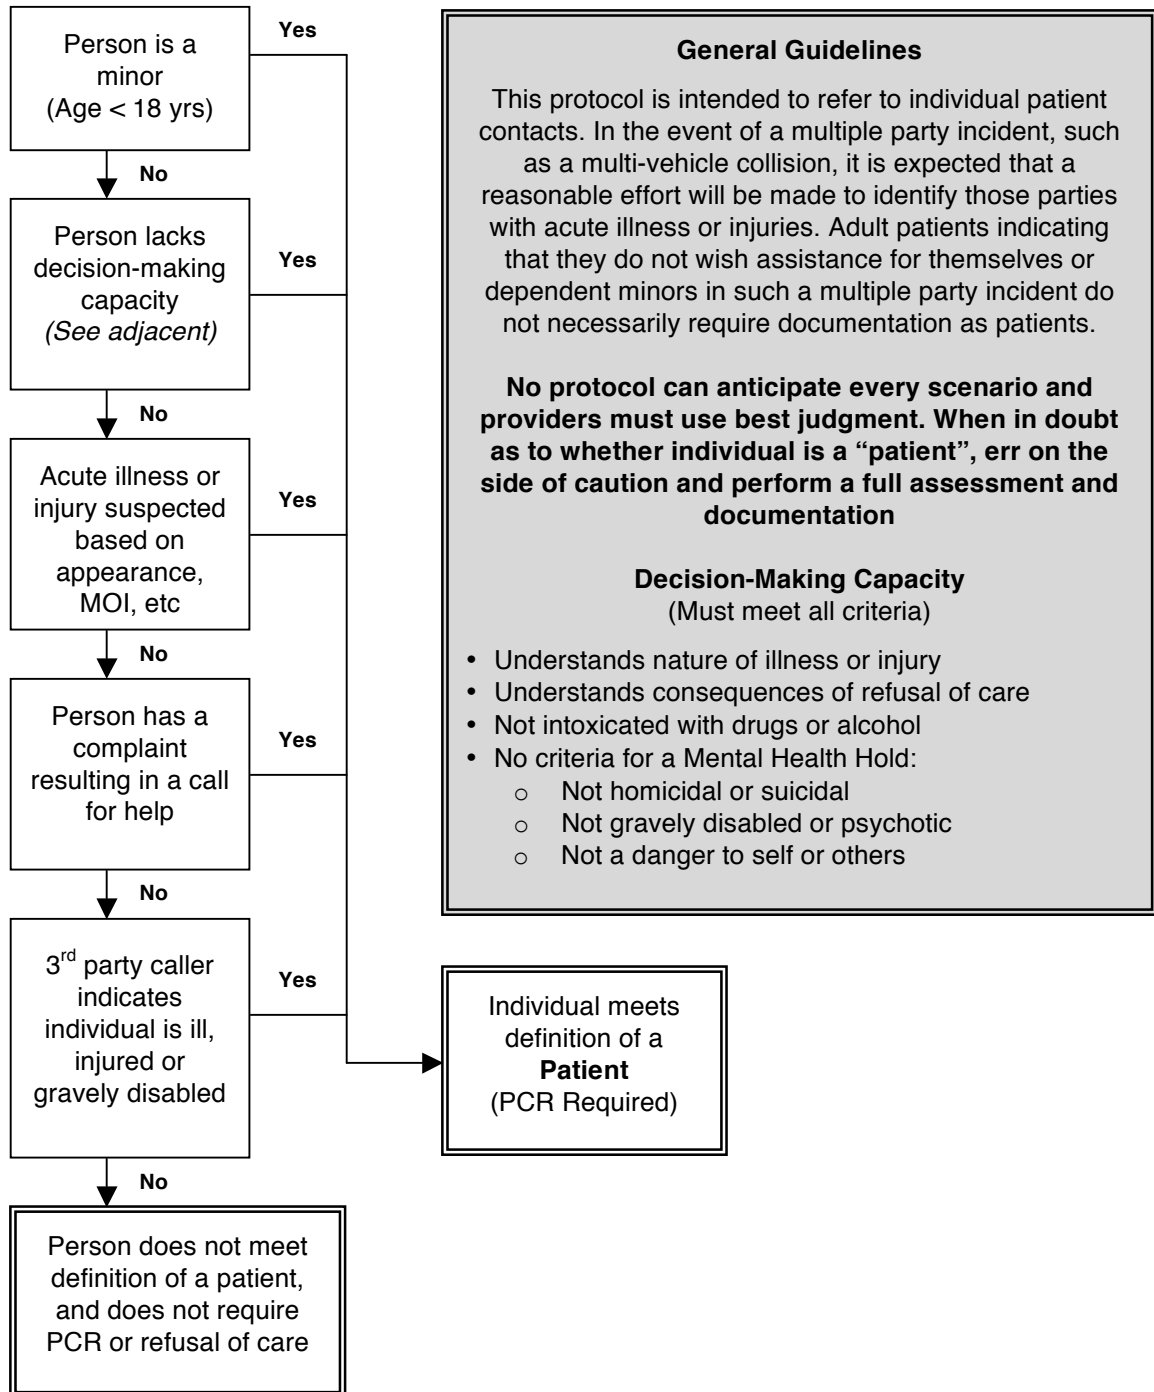 Person is a
minor
(Age < 18 yrs)
Yes
No
Person lacks
decision-making
capacity
(See adjacent)
Yes
No
Acute illness or
injury suspected
based on
appearance,
MOI, etc
Yes
No
Person has a
complaint
resulting in a call
for help
Yes
No
3rd party caller
indicates
individual is ill,
injured or
gravely disabled
Yes
No
Person does not meet
definition of a patient,
and does not require
PCR or refusal of care
General Guidelines
This protocol is intended to refer to individual patient
contacts. In the event of a multiple party incident, such
as a multi-vehicle collision, it is expected that a
reasonable effort will be made to identify those parties
with acute illness or injuries. Adult patients indicating
that they do not wish assistance for themselves or
dependent minors in such a multiple party incident do
not necessarily require documentation as patients.
No protocol can anticipate every scenario and
providers must use best judgment. When in doubt
as to whether individual is a “patient”, err on the
side of caution and perform a full assessment and
documentation
Decision-Making Capacity
(Must meet all criteria)
• Understands nature of illness or injury
• Understands consequences of refusal of care
• Not intoxicated with drugs or alcohol
• No criteria for a Mental Health Hold:
o Not homicidal or suicidal
o Not gravely disabled or psychotic
o Not a danger to self or others
Individual meets
definition of a
Patient
(PCR Required)